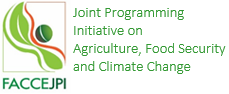 Joint Programming
Initiative on
Agriculture, Food Security
and Climate Change
FACCEJPI